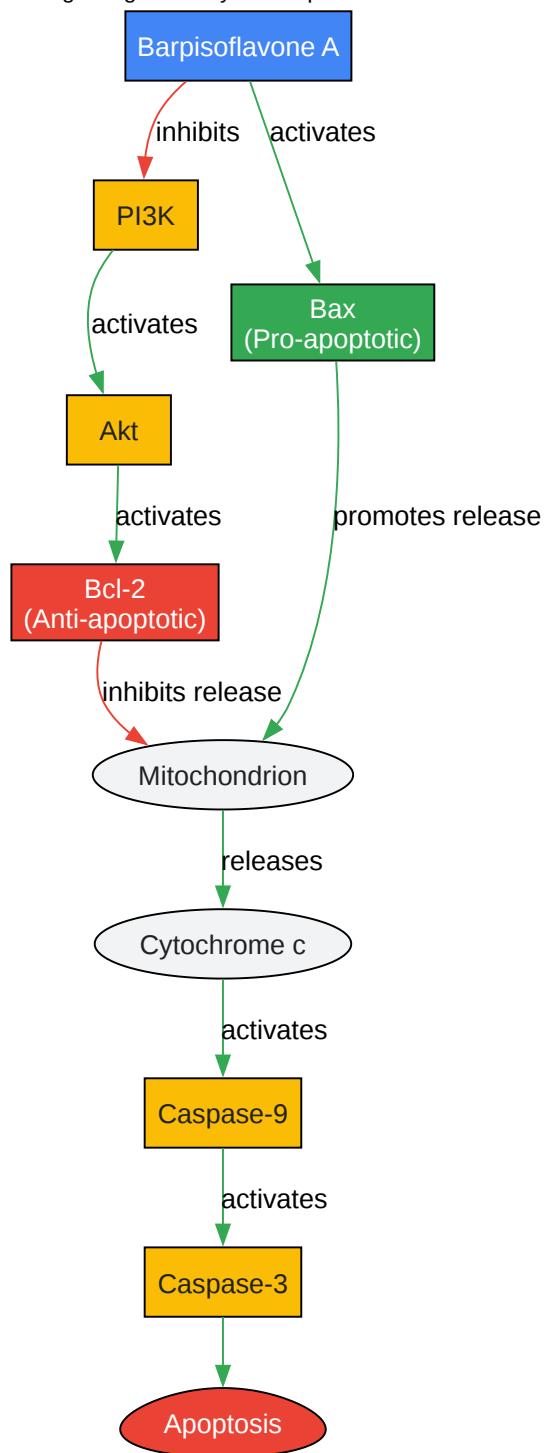 Barpisoflavone A
inhibits
activates
PI3K
Bax
(Pro-apoptotic)
activates
Akt
activates
promotes release
Bcl-2
(Anti-apoptotic)
inhibits release
Mitochondrion
releases
Cytochrome c
activates
Caspase-9
activates
Caspase-3
Apoptosis